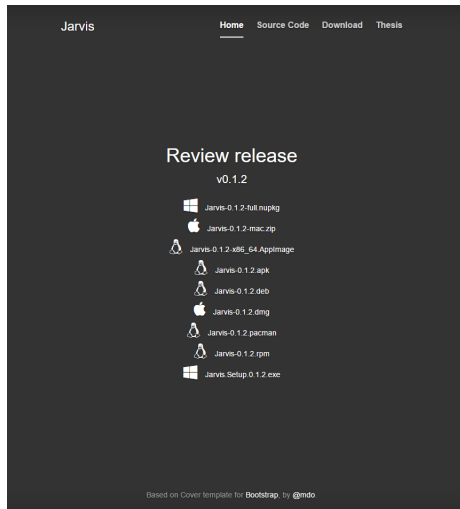 Jarvis Home Source Code Download Thesis
Review release
v0.1.2
Jarvis-0.1.2-full.nupkg
Jarvis-0.1.2-mac.zip
Jarvis-0.1.2-x86_64.AppImage
Jarvis-0.1.2.apk
Jarvis-0.1.2.deb
Jarvis-0.1.2.dmg
Jarvis-0.1.2.pacman
Jarvis-0.1.2.rpm
Jarvis.Setup.0.1.2.exe
Based on Cover template for Bootstrap, by @mdo.